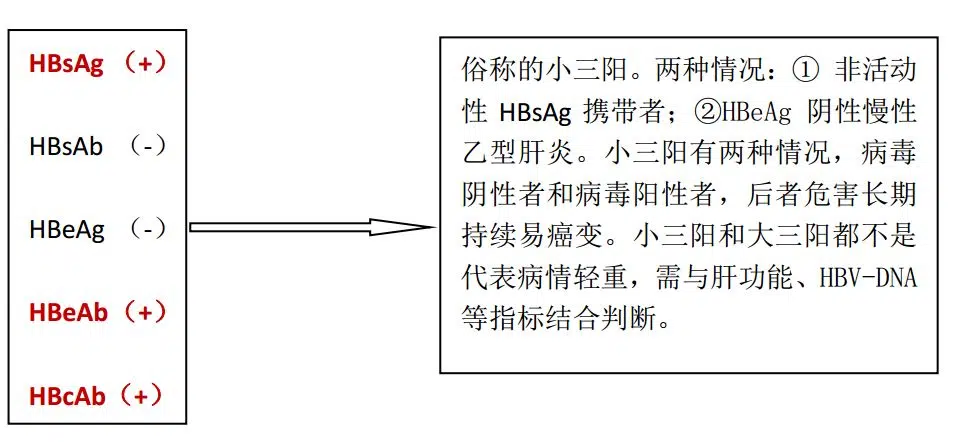 HBsAg （+）
HBsAb （-）
HBeAg （-）
HBeAb（+）
HBcAb（+）
俗称的小三阳。两种情况：① 非活动
性 HBsAg 携带者；②HBeAg 阴性慢性
乙型肝炎。小三阳有两种情况，病毒
阴性者和病毒阳性者，后者危害长期
持续易癌变。小三阳和大三阳都不是
代表病情轻重，需与肝功能、HBV-DNA
等指标结合判断。